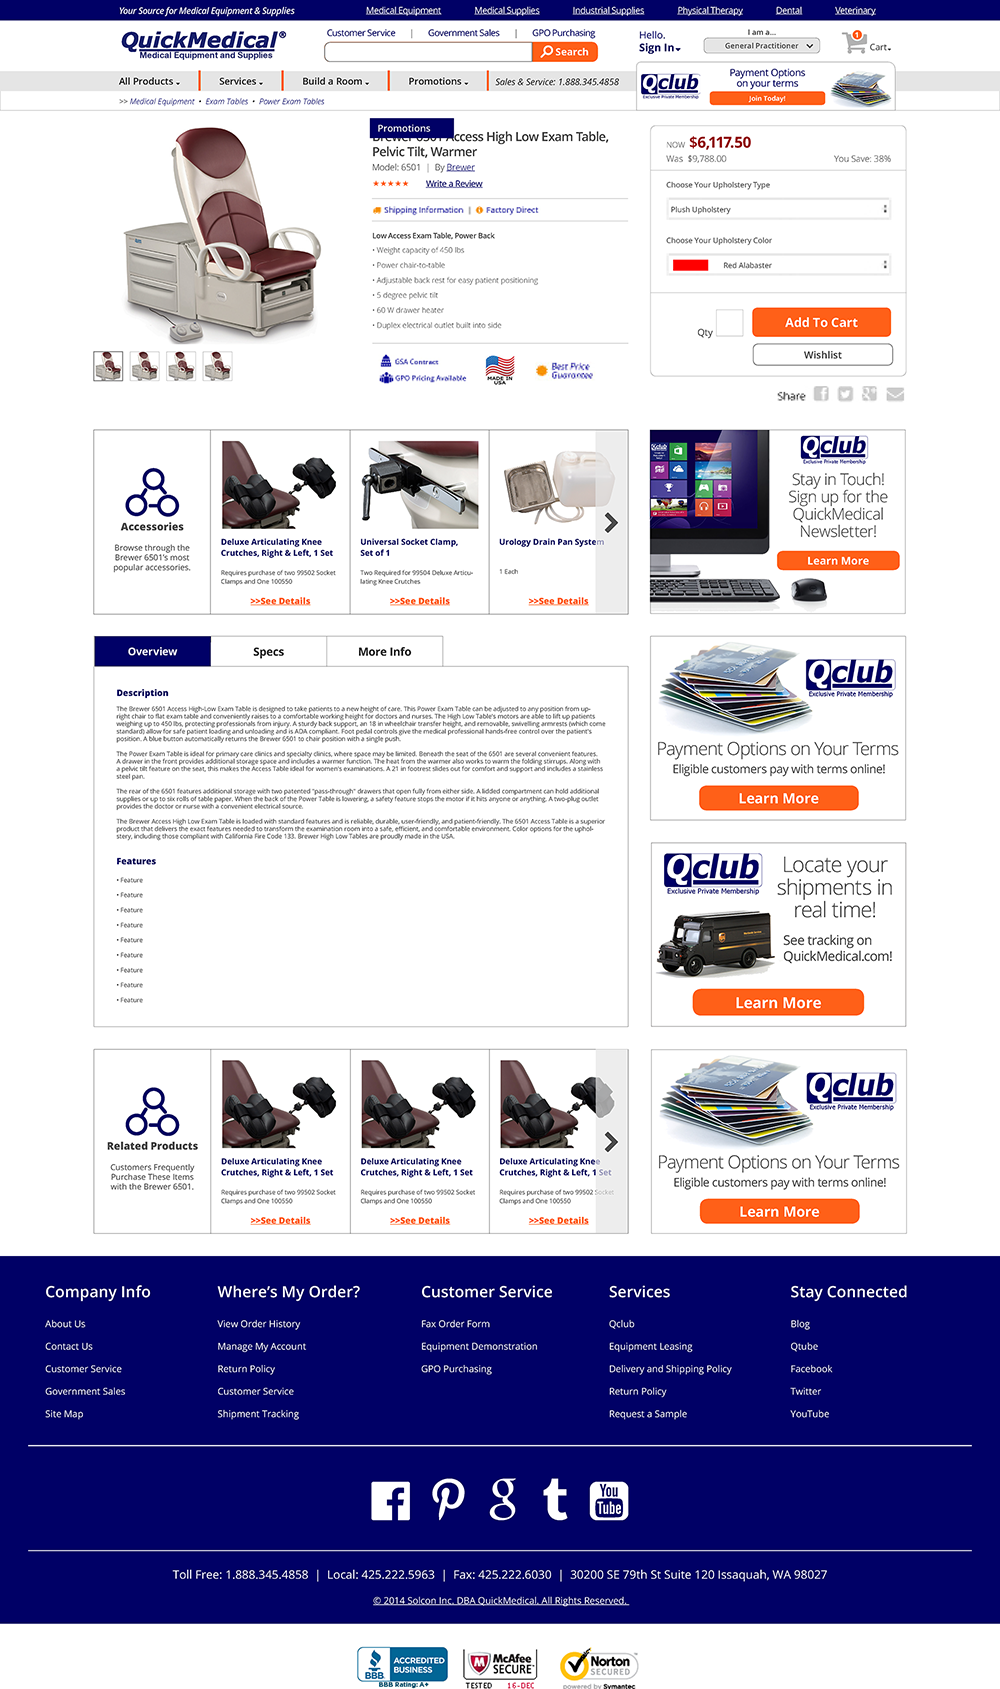 Your Source for Medical Equipment & Supplies
Medical Equipment
Medical Supplies
Industrial Supplies
Physical Therapy
Dental
Veterinary
QuickMedical®
Medical Equipment and Supplies
Customer Service | Government Sales | GPO Purchasing
Search
Hello.
Sign In
I am a...
General Practitioner
1
Cart
All Products
Services
Build a Room
Promotions
Sales & Service: 1.888.345.4858
Qclub
Exclusive Private Membership
Payment Options
on your terms
Join Today!
>> Medical Equipment • Exam Tables • Power Exam Tables
Promotions
Brewer 6501 Access High Low Exam Table,
Pelvic Tilt, Warmer
Model: 6501 | By Brewer
★★★★★ Write a Review
Shipping Information | Factory Direct
Low Access Exam Table, Power Back
• Weight capacity of 450 lbs
• Power chair-to-table
• Adjustable back rest for easy patient positioning
• 5 degree pelvic tilt
• 60 W drawer heater
• Duplex electrical outlet built into side
GSA Contract
GPO Pricing Available
MADE IN
USA
Best Price
Guarantee
NOW $6,117.50
Was $9,788.00
You Save: 38%
Choose Your Upholstery Type
Plush Upholstery
Choose Your Upholstery Color
Red Alabaster
Qty
Add To Cart
Wishlist
Share
Accessories
Browse through the
Brewer 6501's most
popular accessories.
Deluxe Articulating Knee
Crutches, Right & Left, 1 Set
Requires purchase of two 99502 Socket
Clamps and One 100550
>>See Details
Universal Socket Clamp,
Set of 1
Two Required for 99504 Deluxe Articu-
lating Knee Crutches
>>See Details
Urology Drain Pan System
1 Each
>>See Details
Qclub
Exclusive Private Membership
Stay in Touch!
Sign up for the
QuickMedical
Newsletter!
Learn More
Overview
Specs
More Info
Description
The Brewer 6501 Access High-Low Exam Table is designed to take patients to a new height of care. This Power Exam Table can be adjusted to any position from up-
right chair to flat exam table and conveniently raises to a comfortable working height for doctors and nurses. The High Low Table's motors are able to lift up patients
weighing up to 450 lbs, protecting professionals from injury. A sturdy back support, an 18 in wheelchair transfer height, and removable, swivelling armrests (which come
standard) allow for safe patient loading and unloading and is ADA compliant. Foot pedal controls give the medical professional hands-free control over the patient's
position. A blue button automatically returns the Brewer 6501 to chair position with a single push.
The Power Exam Table is ideal for primary care clinics and specialty clinics, where space may be limited. Beneath the seat of the 6501 are several convenient features.
A drawer in the front provides additional storage space and includes a warmer function. The heat from the warmer also works to warm the folding stirrups. Along with
a pelvic tilt feature on the seat, this makes the Access Table ideal for women's examinations. A 21 in footrest slides out for comfort and support and includes a stainless
steel pan.
The rear of the 6501 features additional storage with two patented "pass-through" drawers that open fully from either side. A lidded compartment can hold additional
supplies or up to six rolls of table paper. When the back of the Power Table is lowering, a safety feature stops the motor if it hits anyone or anything. A two-plug outlet
provides the doctor or nurse with a convenient electrical source.
The Brewer Access High Low Exam Table is loaded with standard features and is reliable, durable, user-friendly, and patient-friendly. The 6501 Access Table is a superior
product that delivers the exact features needed to transform the examination room into a safe, efficient, and comfortable environment. Color options for the uphol-
stery, including those compliant with California Fire Code 133. Brewer High Low Tables are proudly made in the USA.
Features
• Feature
• Feature
• Feature
• Feature
• Feature
• Feature
• Feature
• Feature
• Feature
Qclub
Exclusive Private Membership
Payment Options on Your Terms
Eligible customers pay with terms online!
Learn More
Qclub
Exclusive Private Membership
Locate your
shipments in
real time!
See tracking on
QuickMedical.com!
Learn More
Related Products
Customers Frequently
Purchase These Items
with the Brewer 6501.
Deluxe Articulating Knee
Crutches, Right & Left, 1 Set
Requires purchase of two 99502 Socket
Clamps and One 100550
>>See Details
Deluxe Articulating Knee
Crutches, Right & Left, 1 Set
Requires purchase of two 99502 Socket
Clamps and One 100550
>>See Details
Deluxe Articulating Knee
Crutches, Right & Left, 1 Set
Requires purchase of two 99502 Socket
Clamps and One 100550
>>See Details
Qclub
Exclusive Private Membership
Payment Options on Your Terms
Eligible customers pay with terms online!
Learn More
Company Info
About Us
Contact Us
Customer Service
Government Sales
Site Map
Where's My Order?
View Order History
Manage My Account
Return Policy
Customer Service
Shipment Tracking
Customer Service
Fax Order Form
Equipment Demonstration
GPO Purchasing
Services
Qclub
Equipment Leasing
Delivery and Shipping Policy
Return Policy
Request a Sample
Stay Connected
Blog
Qtube
Facebook
Twitter
YouTube
You
Tube
Toll Free: 1.888.345.4858 | Local: 425.222.5963 | Fax: 425.222.6030 | 30200 SE 79th St Suite 120 Issaquah, WA 98027
© 2014 Solcon Inc. DBA QuickMedical. All Rights Reserved.
BBB
ACCREDITED
BUSINESS
BBB Rating: A+
McAfee
SECURE
TESTED 16-DEC
Norton
SECURED
powered by Symantec